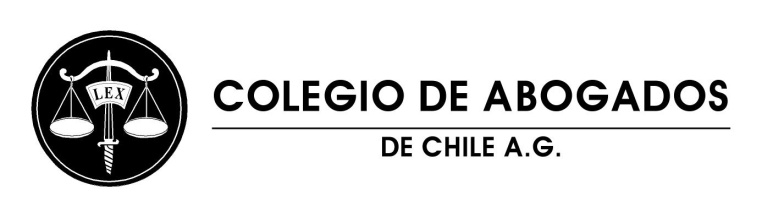 LEX
COLEGIO DE ABOGADOS
DE CHILE A.G.